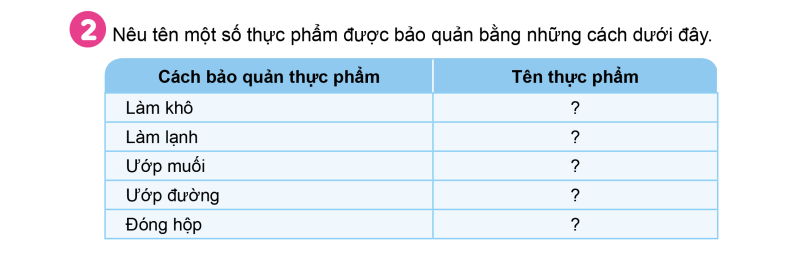 2 Nêu tên một số thực phẩm được bảo quản bằng những cách dưới đây.
Cách bảo quản thực phẩm Tên thực phẩm
Làm khô ?
Làm lạnh ?
Ướp muối ?
Ướp đường ?
Đóng hộp ?